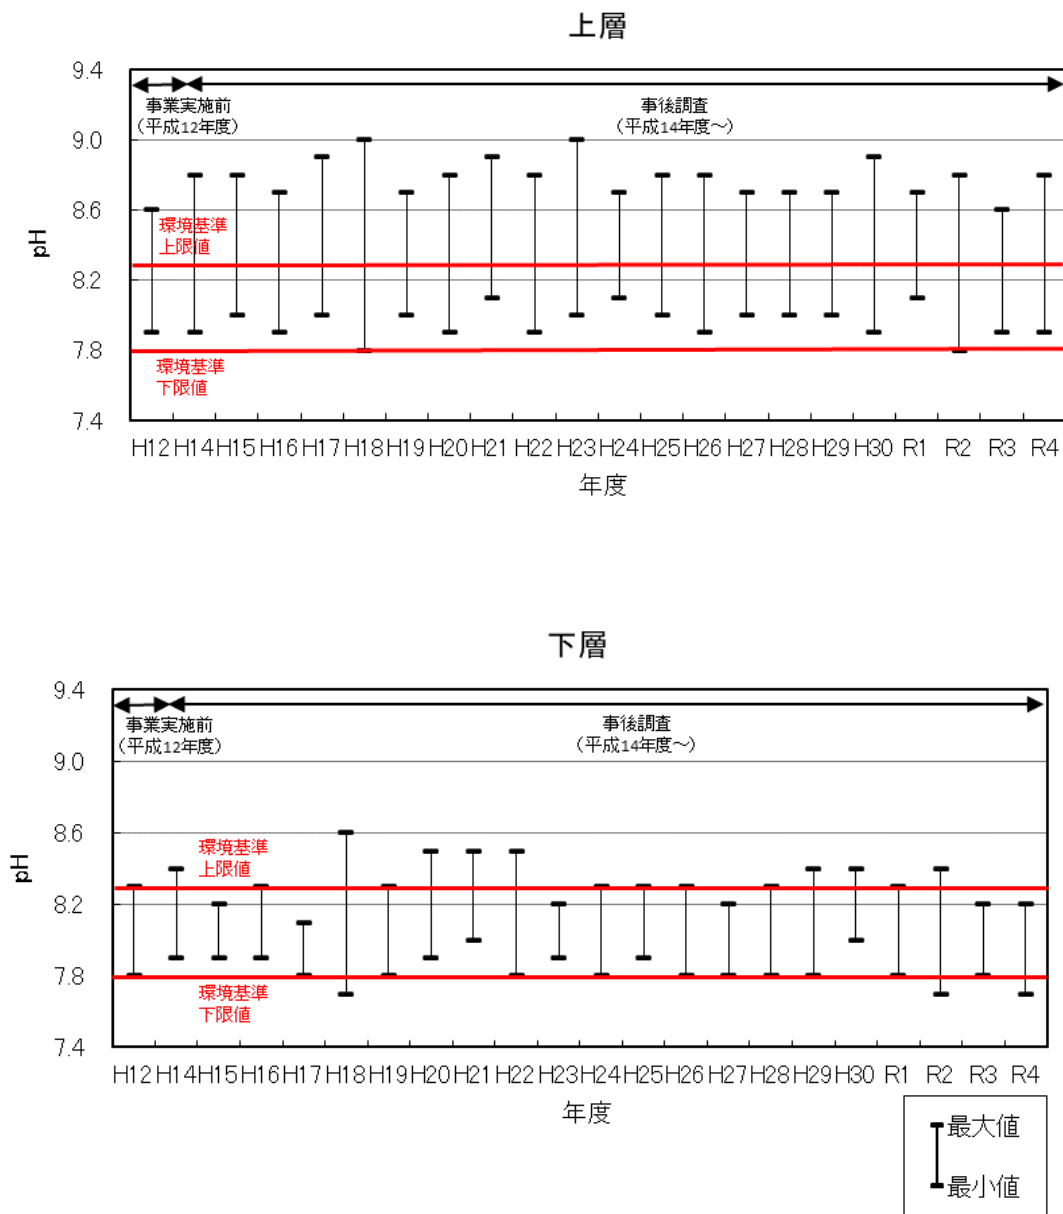 上層
9.4
9.0
8.6
8.2
7.8
7.4
pH
事業実施前
（平成12年度）
事後調査
（平成14年度～）
環境基準
上限値
環境基準
下限値
H12 H14 H15 H16 H17 H18 H19 H20 H21 H22 H23 H24 H25 H26 H27 H28 H29 H30 R1 R2 R3 R4
年度
下層
9.4
9.0
8.6
8.2
7.8
7.4
pH
事業実施前
（平成12年度）
事後調査
（平成14年度～）
環境基準
上限値
環境基準
下限値
H12 H14 H15 H16 H17 H18 H19 H20 H21 H22 H23 H24 H25 H26 H27 H28 H29 H30 R1 R2 R3 R4
年度
最大値
最小値